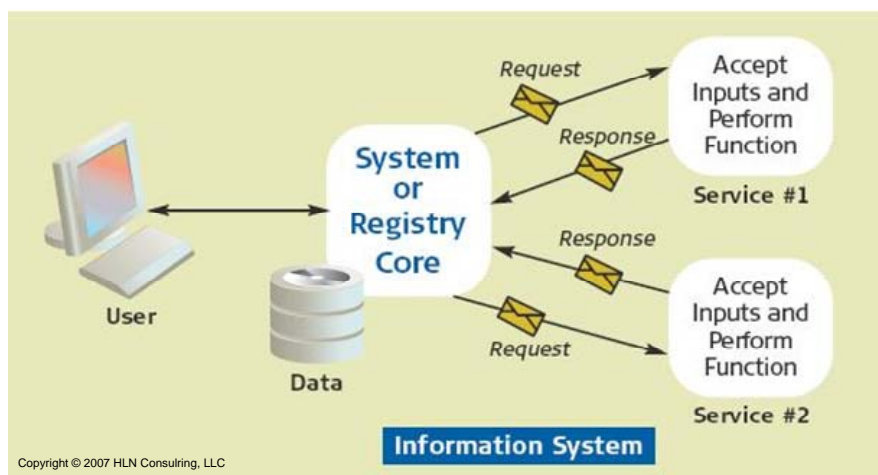 Request
Accept
Inputs and
Perform
Function
Response
Service #1
System
or
Registry
Core
User
Data
Response
Request
Accept
Inputs and
Perform
Function
Service #2
Information System
Copyright © 2007 HLN Consulring, LLC